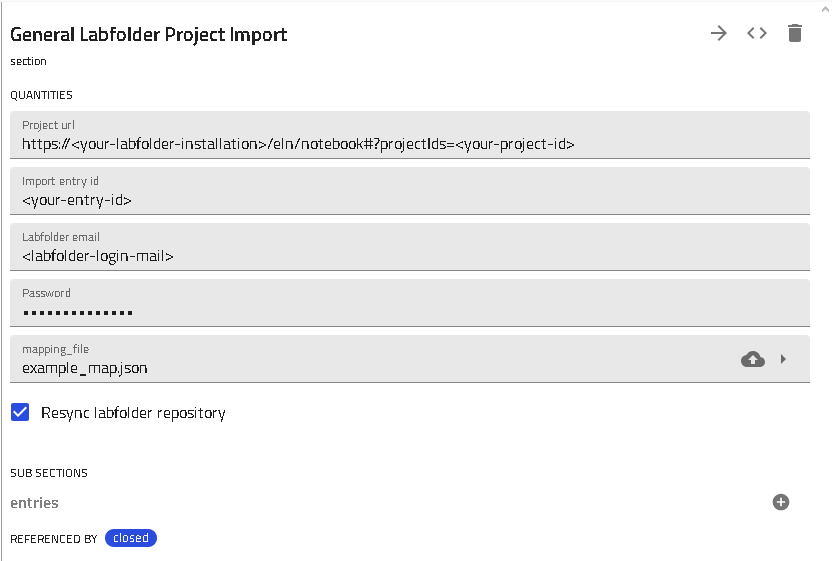 General Labfolder Project Import
section
QUANTITIES
Project url
https://<your-labfolder-installation>/eln/notebook#?projectIds=<your-project-id>
Import entry id
<your-entry-id>
Labfolder email
<labfolder-login-mail>
Password
••••••••••••••
mapping_file
example_map.json
Resync labfolder repository
SUB SECTIONS
entries
REFERENCED BY closed